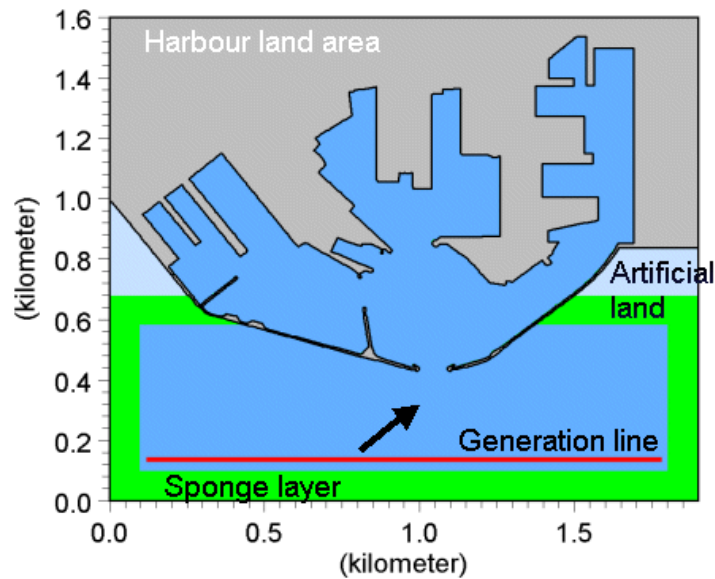 1.6
Harbour land area
1.4
1.2
1.0
(kilometer)
0.8
Artificial
land
0.6
0.4
Generation line
0.2
Sponge layer
0.0
0.0 0.5 1.0 1.5
(kilometer)